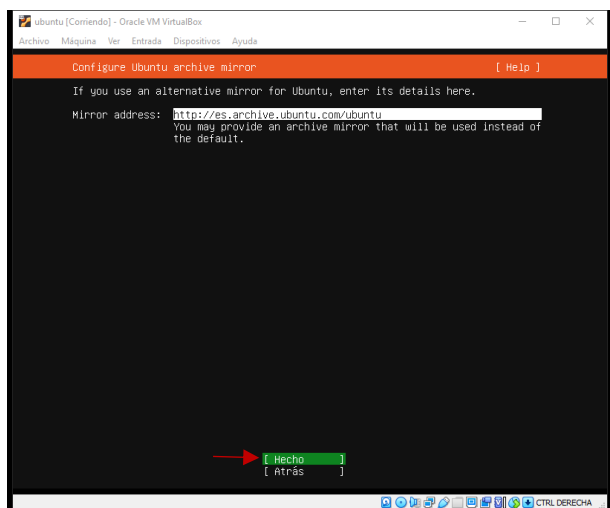 ubuntu [Corriendo] - Oracle VM VirtualBox
Archivo Máquina Ver Entrada Dispositivos Ayuda
Configure Ubuntu archive mirror [ Help ]
If you use an alternative mirror for Ubuntu, enter its details here.
Mirror address: http://es.archive.ubuntu.com/ubuntu
You may provide an archive mirror that will be used instead of
the default.
[ Hecho ]
[ Atrás ]
CTRL DERECHA